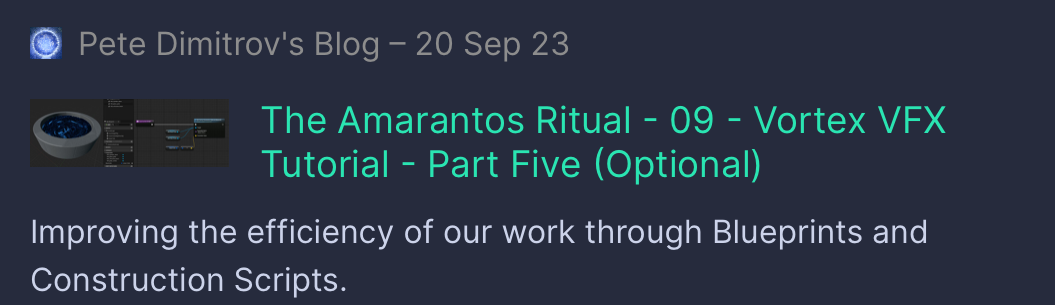 Pete Dimitrov's Blog – 20 Sep 23
The Amarantos Ritual - 09 - Vortex VFX
Tutorial - Part Five (Optional)
Improving the efficiency of our work through Blueprints and
Construction Scripts.